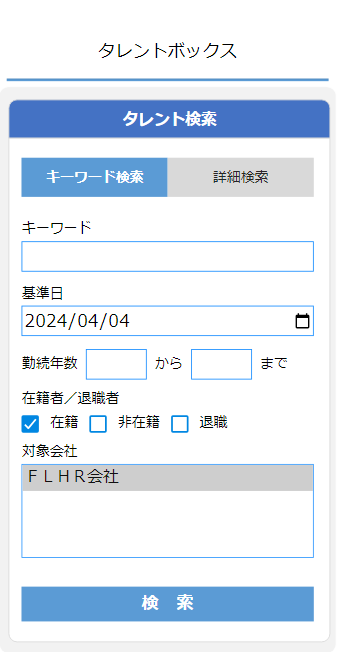 タレントボックス
タレント検索
キーワード検索 詳細検索
キーワード
基準日
2024/04/04
勤続年数 から まで
在籍者／退職者
在籍 非在籍 退職
対象会社
ＦＬＨＲ会社
検 索